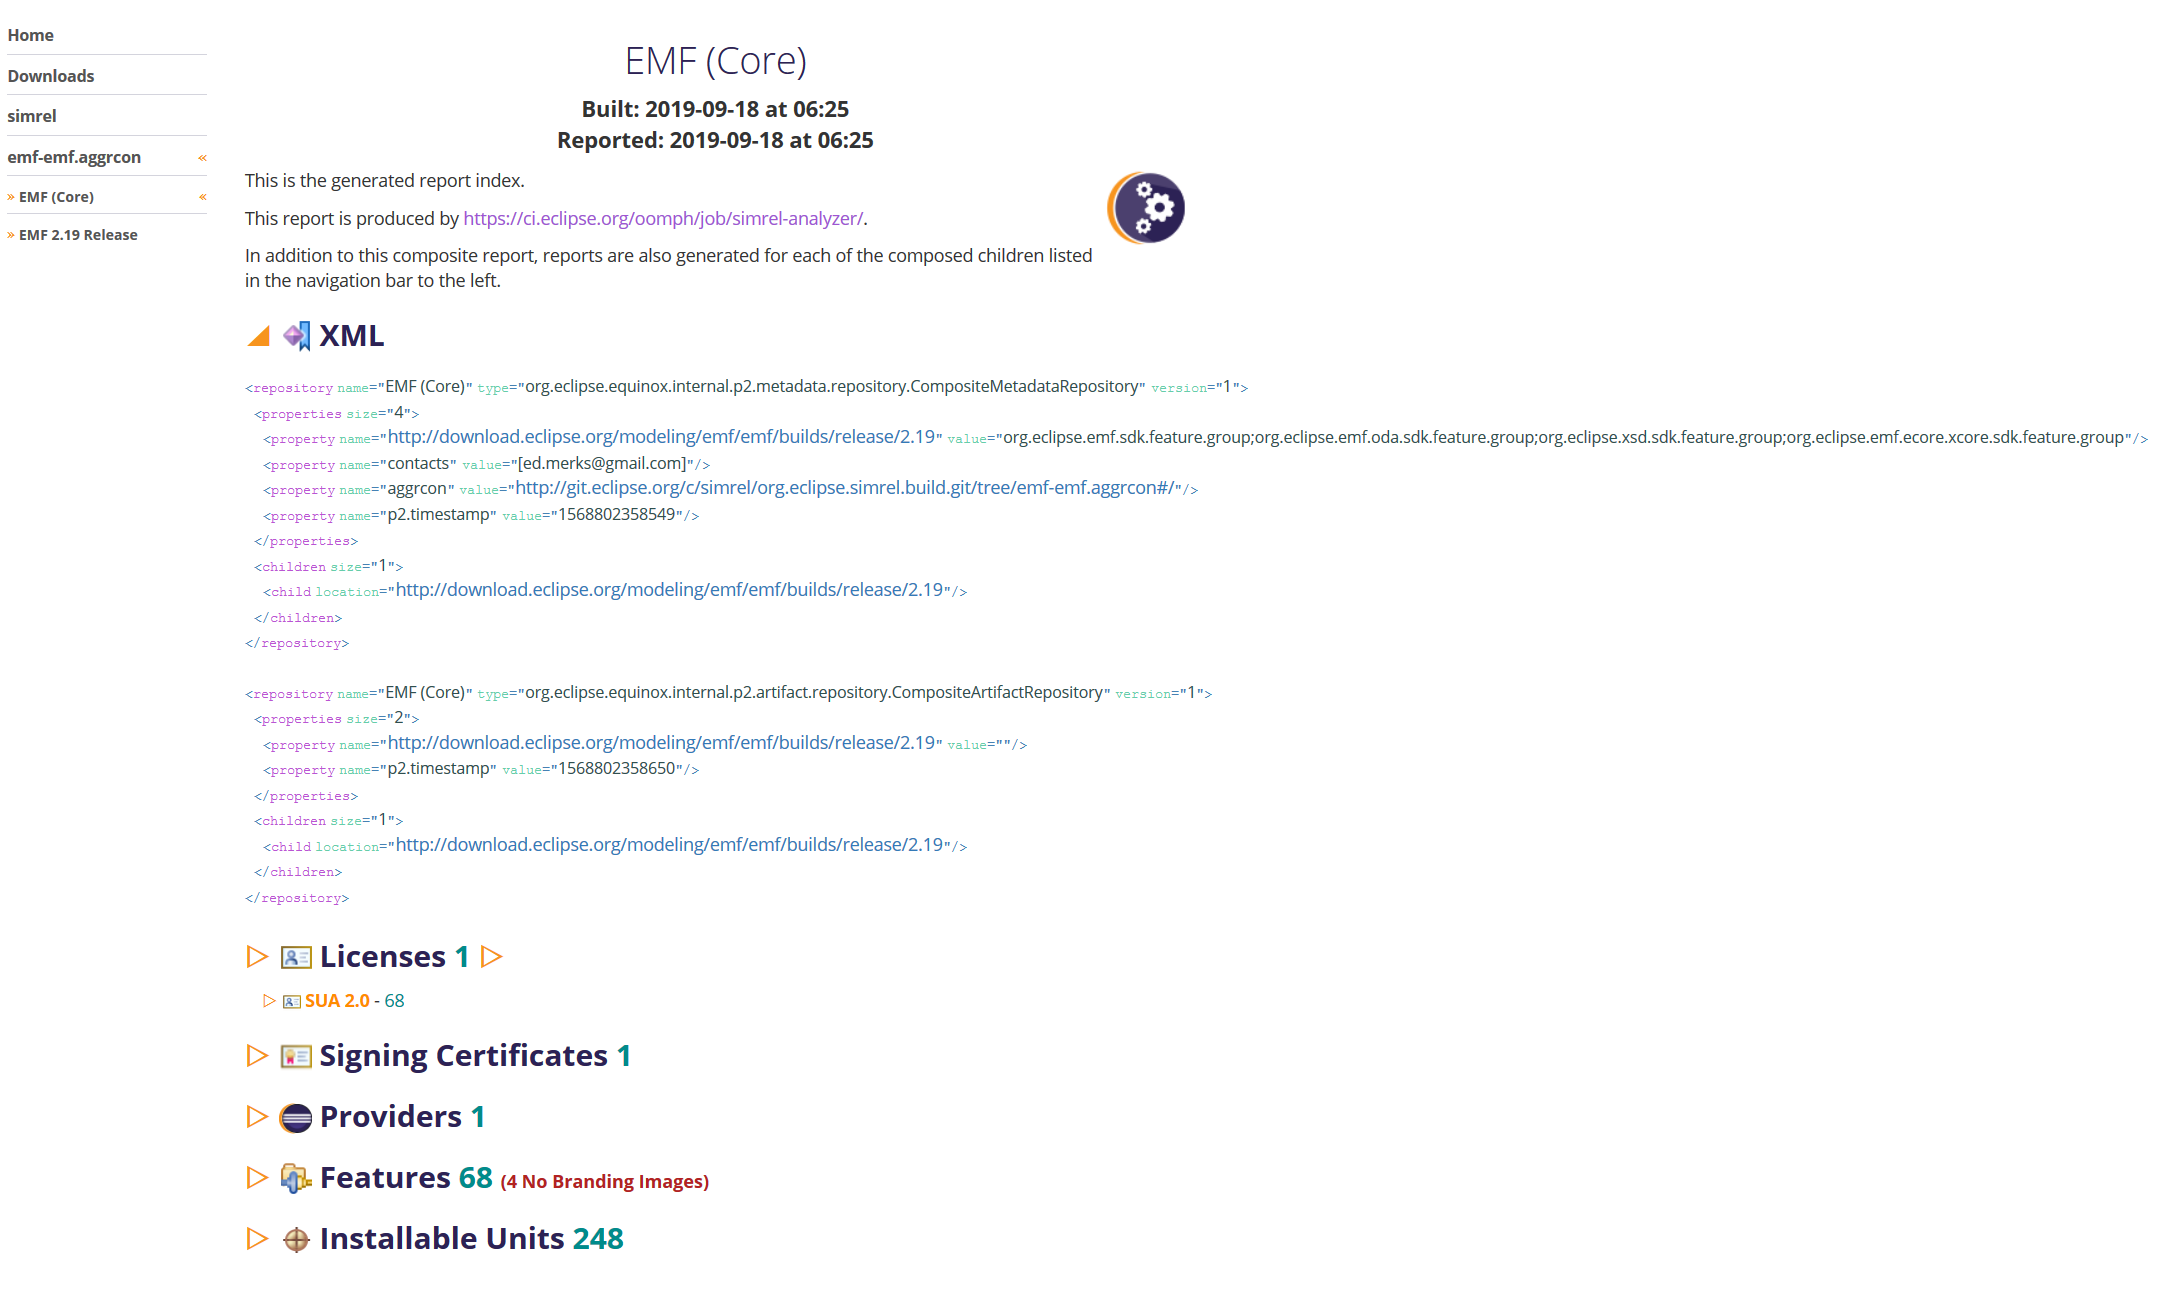 Home
Downloads
simrel
emf-emf.aggrcon «
» EMF (Core) «
» EMF 2.19 Release
EMF (Core)
Built: 2019-09-18 at 06:25
Reported: 2019-09-18 at 06:25
This is the generated report index.
This report is produced by https://ci.eclipse.org/oomph/job/simrel-analyzer/.
In addition to this composite report, reports are also generated for each of the composed children listed
in the navigation bar to the left.
XML
<repository name="EMF (Core)" type="org.eclipse.equinox.internal.p2.metadata.repository.CompositeMetadataRepository" version="1">
<properties size="4">
<property name="http://download.eclipse.org/modeling/emf/emf/builds/release/2.19" value="org.eclipse.emf.sdk.feature.group;org.eclipse.emf.oda.sdk.feature.group;org.eclipse.xsd.sdk.feature.group;org.eclipse.emf.ecore.xcore.sdk.feature.group"/>
<property name="contacts" value="[ed.merks@gmail.com]"/>
<property name="aggrcon" value="http://git.eclipse.org/c/simrel/org.eclipse.simrel.build.git/tree/emf-emf.aggrcon#/"/>
<property name="p2.timestamp" value="1568802358549"/>
</properties>
<children size="1">
<child location="http://download.eclipse.org/modeling/emf/emf/builds/release/2.19"/>
</children>
</repository>
<repository name="EMF (Core)" type="org.eclipse.equinox.internal.p2.artifact.repository.CompositeArtifactRepository" version="1">
<properties size="2">
<property name="http://download.eclipse.org/modeling/emf/emf/builds/release/2.19" value=""/>
<property name="p2.timestamp" value="1568802358650"/>
</properties>
<children size="1">
<child location="http://download.eclipse.org/modeling/emf/emf/builds/release/2.19"/>
</children>
</repository>
Licenses 1
SUA 2.0 - 68
Signing Certificates 1
Providers 1
Features 68 (4 No Branding Images)
Installable Units 248